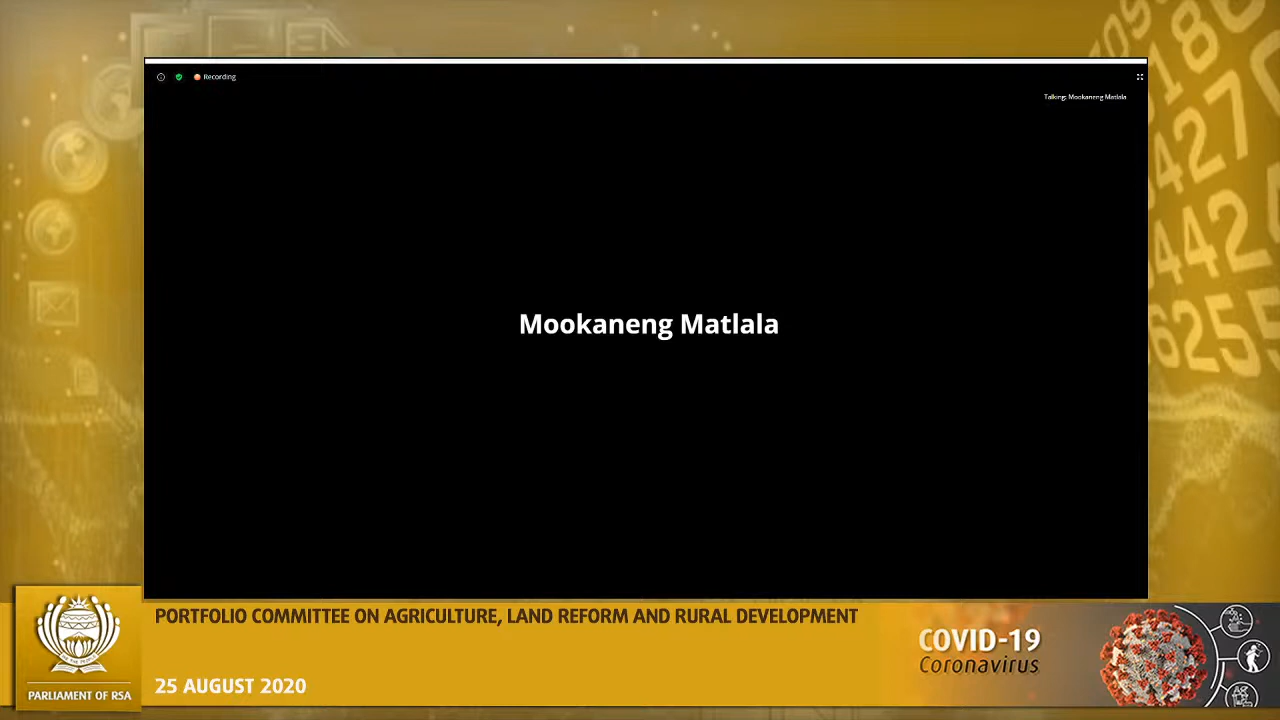 Recording
Talking: Mookaneng Matlala
Mookaneng Matlala
PORTFOLIO COMMITTEE ON AGRICULTURE, LAND REFORM AND RURAL DEVELOPMENT
25 AUGUST 2020
PARLIAMENT OF RSA
COVID-19
Coronavirus